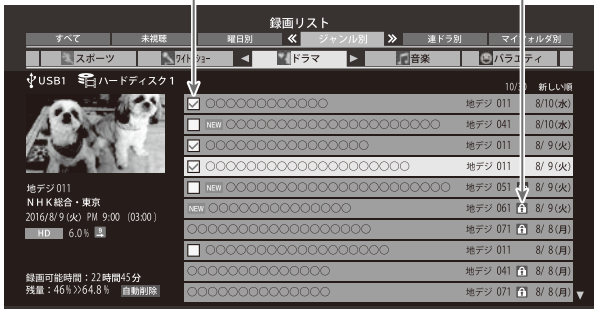 録画リスト
すべて 未視聴 曜日別 ≪ ジャンル別 ≫ 連ドラ別 マイフォルダ別
スポーツ ワイドショー ◀ ドラマ ▶ 音楽 バラエティ
USB1 ハードディスク1
10/30 新しい順
☑ ○○○○○○○○○○○○ 地デジ 011 8/10(水)
☐ NEW ○○○○○○○○○○○○○○○○○○○○○ 地デジ 041 8/10(水)
☑ ○○○○○○○○○○○○○○○○ 地デジ 011 8/ 9(火)
☑ ○○○○○○○○○○○○○○○○○○○○ 地デジ 011 8/ 9(火)
☐ NEW ○○○○○○○○○○○○○○○○○○○○○○ 地デジ 051 8/ 9(火)
NEW ○○○○○○○○○○○○○○ 地デジ 061 8/ 9(火)
○○○○○○○○○○○○○○○○○○ 地デジ 071 8/ 8(月)
☐ ○○○○○○○○○○○○○○○○○○ 地デジ 011 8/ 8(月)
○○○○○○○○○○○○○○ 地デジ 041 8/ 8(月)
○○○○○○○○○○○○○○ 地デジ 071 8/ 8(月) ▼
地デジ 011
NHK総合・東京
2016/8/ 9(火) PM 9:00 (03:00)
HD 6.0%
録画可能時間:22時間45分
残量:46%≫64.8% 自動削除